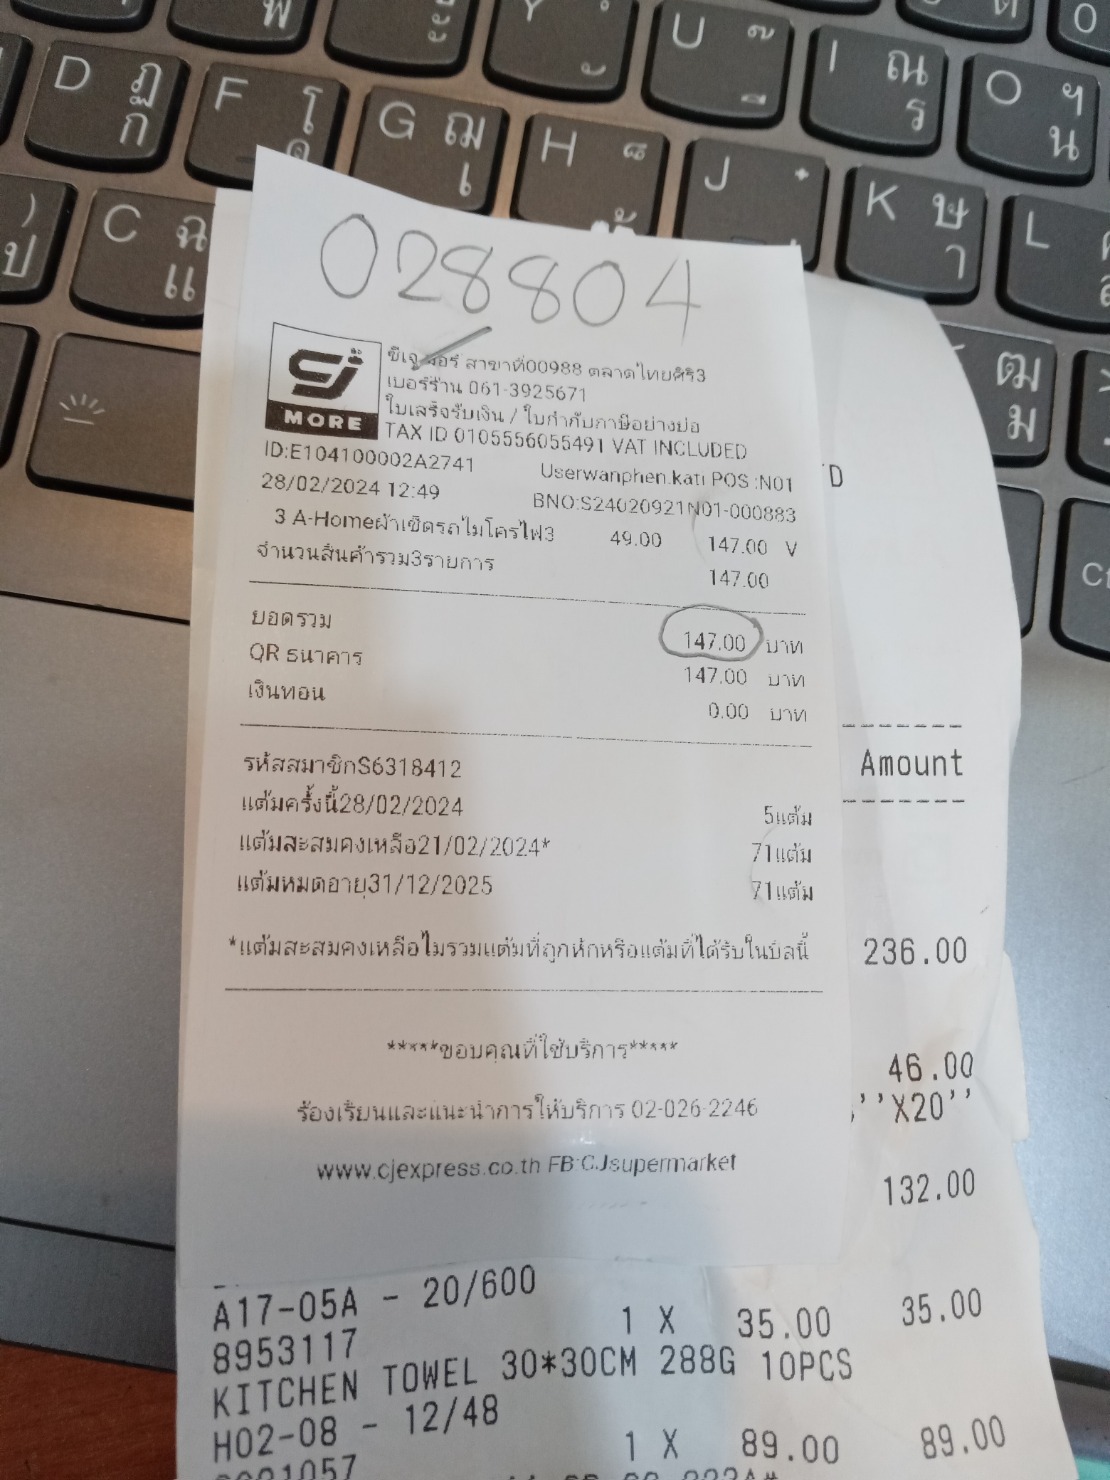 พ
Y
U
D ฏ
ก
F โ
ด
G ฌ
เ
H ็
้
J ๋
I ณ
ร
O ฯ
น
C ฉ
แ
K ษ
า
L
ฒ
ม
)
ป
028804
CJ
MORE
ซีเจ มอร์ สาขาที่00988 ตลาดไทยศิริ3
เบอร์ร้าน 061-3925671
ใบเสร็จรับเงิน / ใบกำกับภาษีอย่างย่อ
TAX ID 0105556055491 VAT INCLUDED
ID:E104100002A2741 Userwanphen.kati POS :N01
28/02/2024 12:49 BNO:S24020921N01-000883
3 A-Homeผ้าเช็ดรถไมโครไฟ3 49.00 147.00 V
จำนวนสินค้ารวม3รายการ 147.00
ยอดรวม 147.00 บาท
QR ธนาคาร 147.00 บาท
เงินทอน 0.00 บาท
รหัสสมาชิกS6318412
แต้มครั้งนี้28/02/2024 5แต้ม
แต้มสะสมคงเหลือ21/02/2024* 71แต้ม
แต้มหมดอายุ31/12/2025 71แต้ม
*แต้มสะสมคงเหลือไม่รวมแต้มที่ถูกหักหรือแต้มที่ได้รับในบิลนี้
*****ขอบคุณที่ใช้บริการ*****
ร้องเรียนและแนะนำการให้บริการ 02-026-2246
www.cjexpress.co.th FB:CJsupermarket
D
Amount
236.00
46.00
''X20''
132.00
A17-05A - 20/600
8953117 1 X 35.00 35.00
KITCHEN TOWEL 30*30CM 288G 10PCS
H02-08 - 12/48
1 X 89.00 89.00